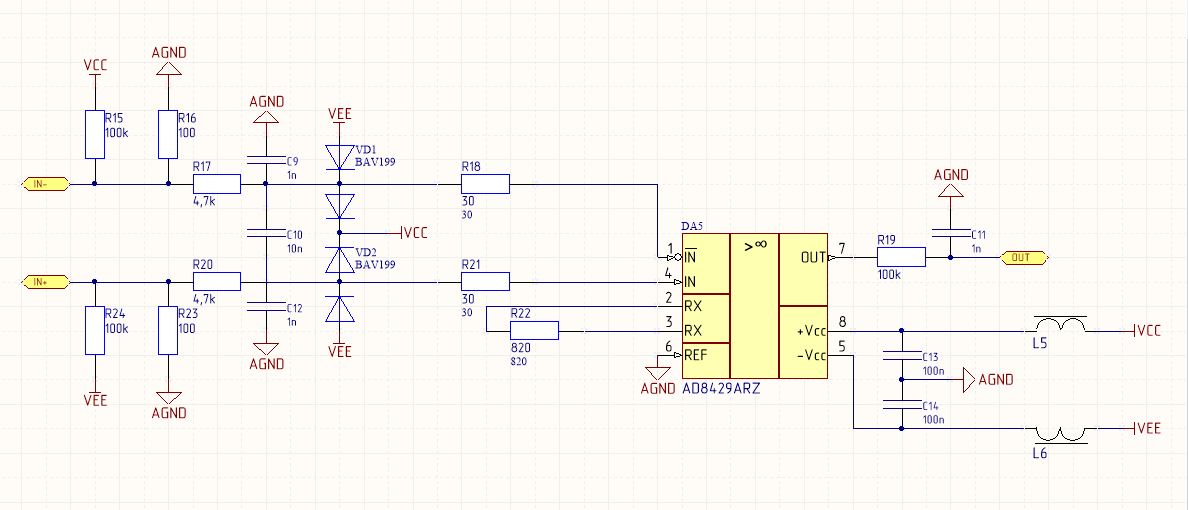 AGND
VCC
AGND
VEE
R15
100k
R16
100
VD1
BAV199
C9
1n
R17
4,7k
IN-
R18
30
30
AGND
C10
10n
VCC
C11
1n
DA5
VD2
BAV199
>∞
R19
100k
1
IN
OUT
7
OUT
R20
4,7k
IN+
R21
30
30
4
IN
2
RX
R24
100k
R23
100
C12
1n
R22
820
820
3
RX
+Vcc
8
L5
VCC
VEE
AGND
6
REF
-Vcc
5
C13
100n
AGND
AGND
AD8429ARZ
VEE
AGND
C14
100n
L6
VEE